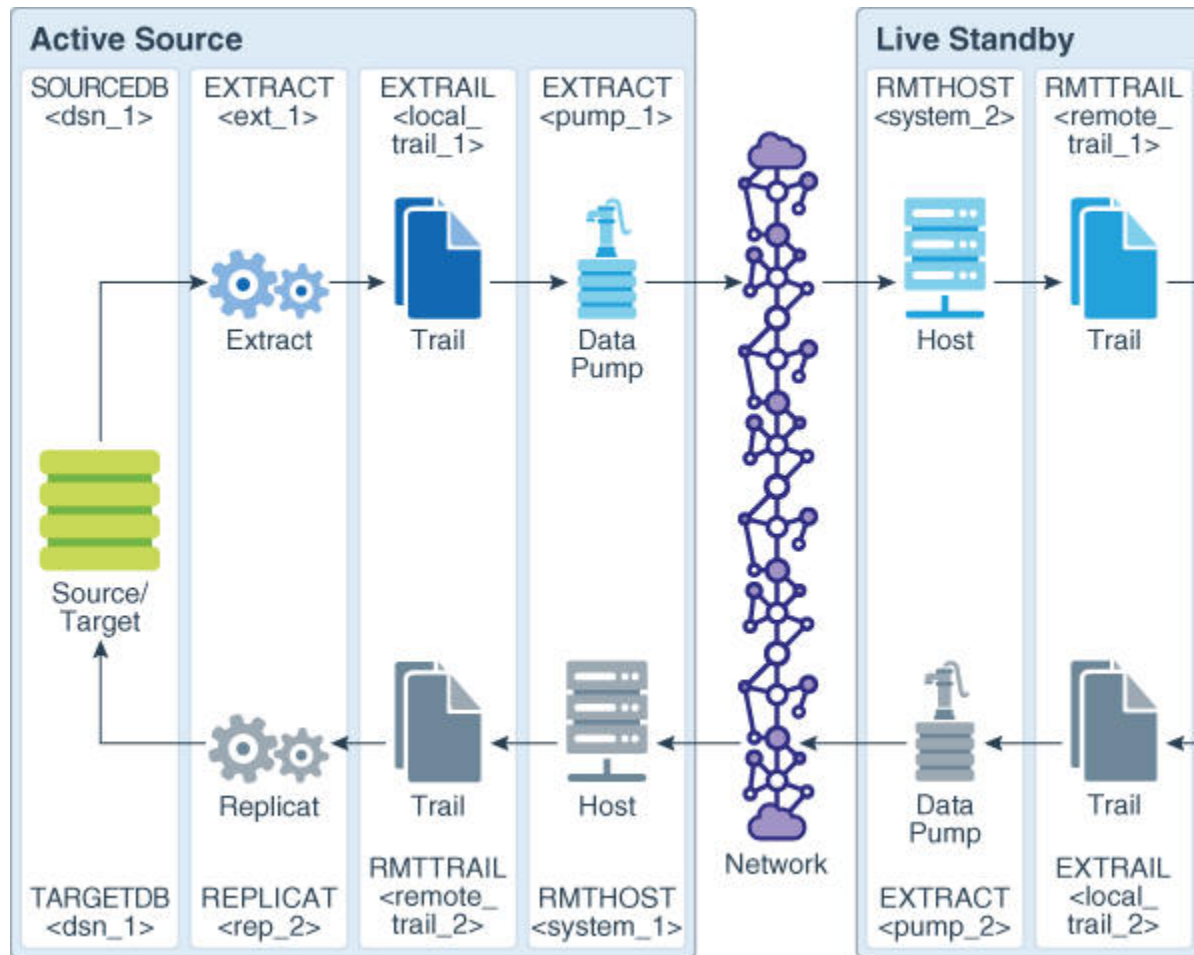 Active Source
Live Standby
SOURCEDB
<dsn_1>
EXTRACT
<ext_1>
EXTRAIL
<local_
trail_1>
EXTRACT
<pump_1>
RMTHOST
<system_2>
RMTTRAIL
<remote_
trail_1>
Extract
Trail
Data
Pump
Host
Trail
Source/
Target
Replicat
Trail
Host
Network
Data
Pump
Trail
TARGETDB
<dsn_1>
REPLICAT
<rep_2>
RMTTRAIL
<remote_
trail_2>
RMTHOST
<system_1>
EXTRACT
<pump_2>
EXTRAIL
<local_
trail_2>